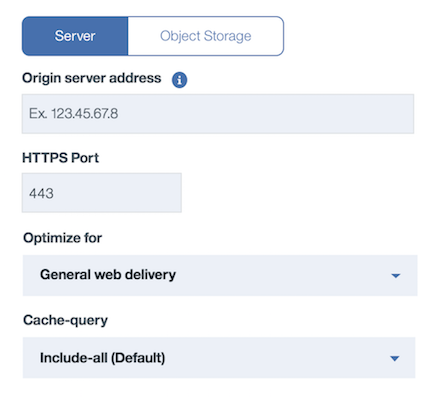 Server Object Storage
Origin server address
Ex. 123.45.67.8
HTTPS Port
443
Optimize for
General web delivery
Cache-query
Include-all (Default)